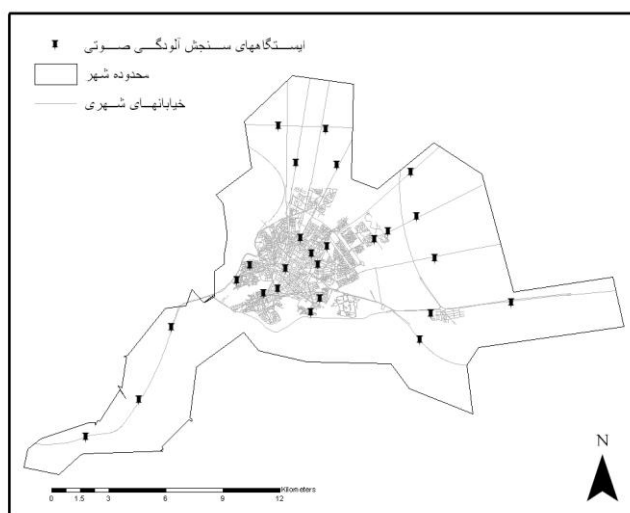 ایستگاههای سنجش آلودگی صوتی
محدوده شهر
خیابانهای شهری
N
Kilometers
0 1.5 3 6 9 12